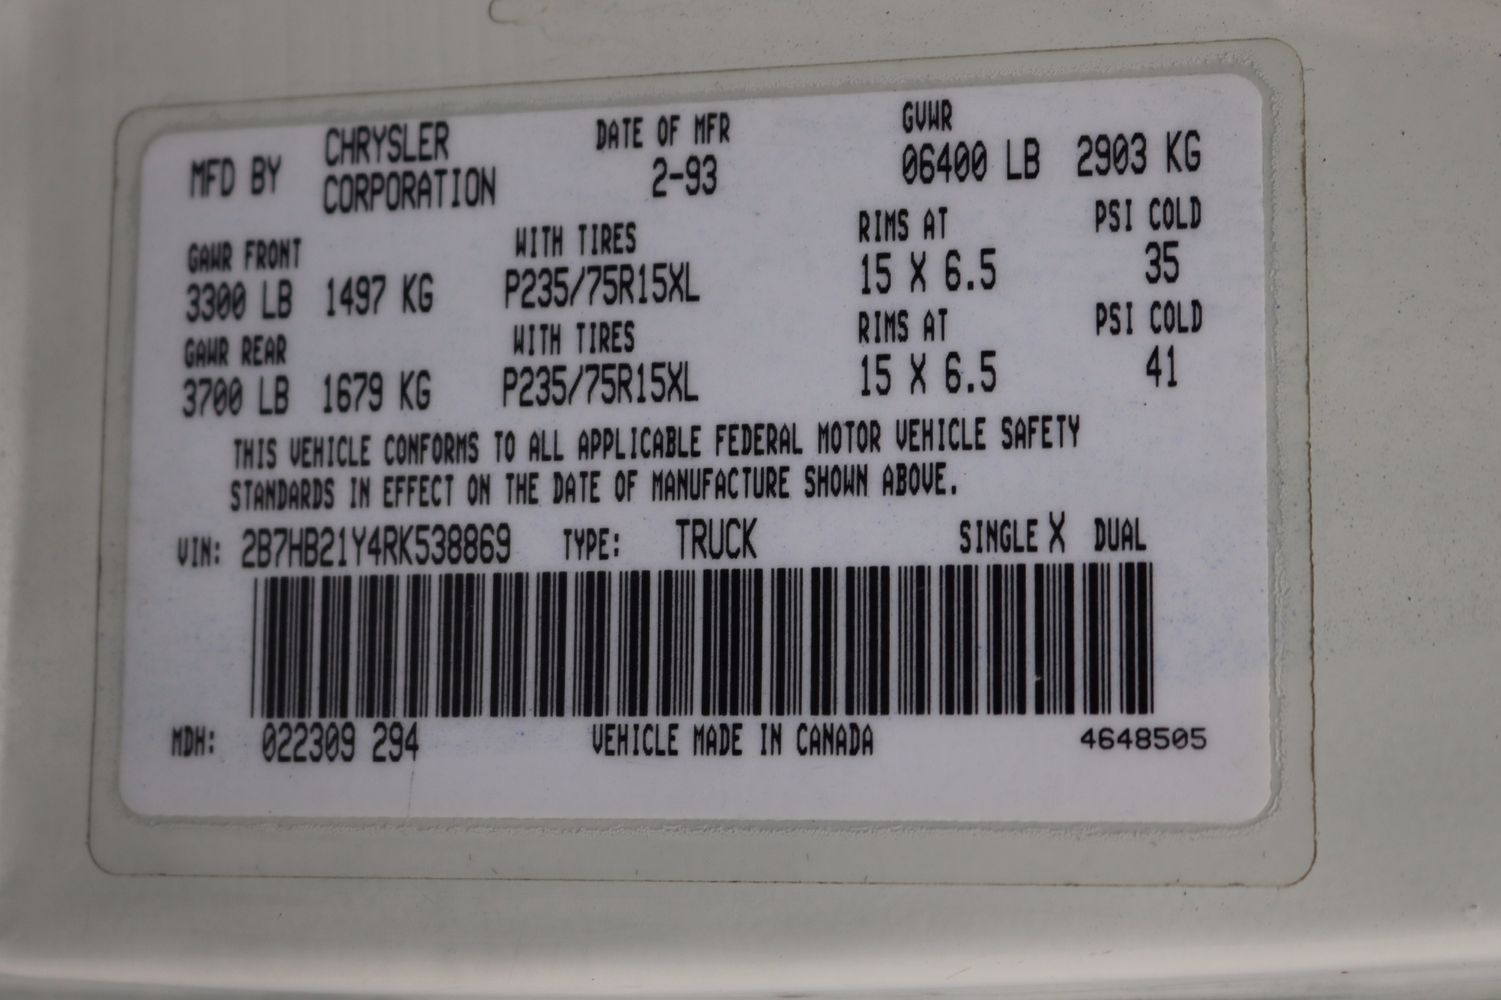 MFD BY CHRYSLER CORPORATION DATE OF MFR 2-93 GVWR 06400 LB 2903 KG
GAWR FRONT WITH TIRES RIMS AT PSI COLD
3300 LB 1497 KG P235/75R15XL 15 X 6.5 35
GAWR REAR WITH TIRES RIMS AT PSI COLD
3700 LB 1679 KG P235/75R15XL 15 X 6.5 41
THIS VEHICLE CONFORMS TO ALL APPLICABLE FEDERAL MOTOR VEHICLE SAFETY
STANDARDS IN EFFECT ON THE DATE OF MANUFACTURE SHOWN ABOVE.
VIN: 2B7HB21Y4RK538869 TYPE: TRUCK SINGLE X DUAL
MDH: 022309 294 VEHICLE MADE IN CANADA 4648505